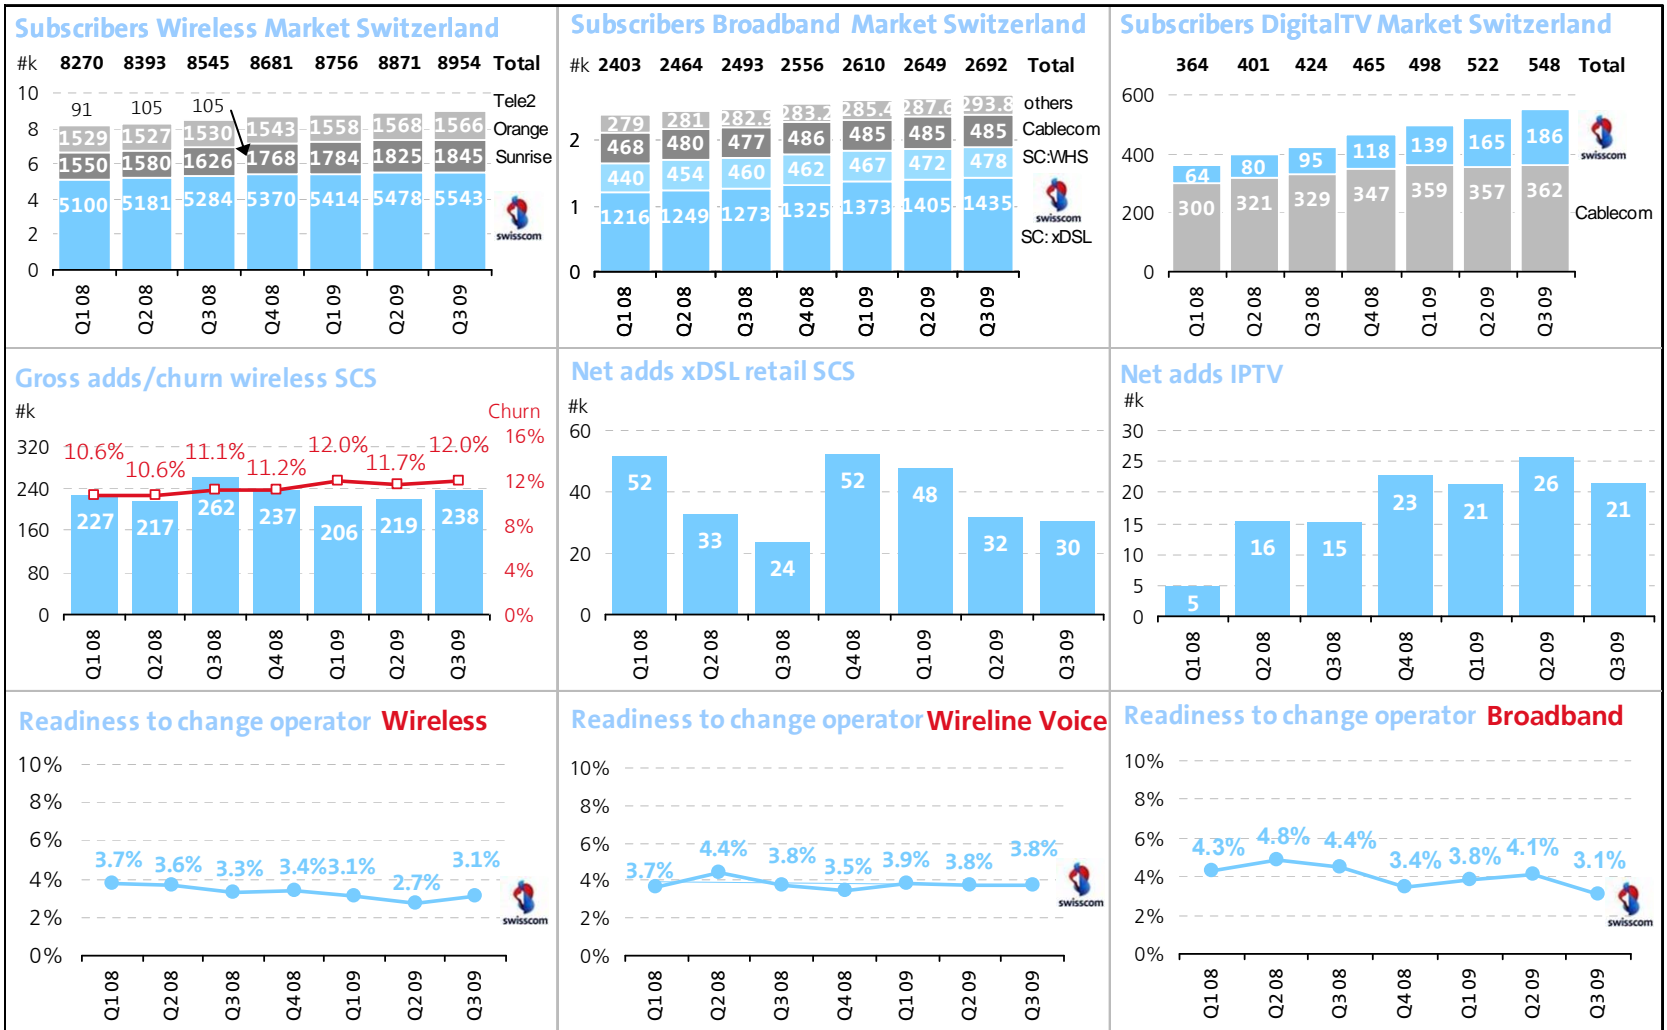 Subscribers Wireless Market Switzerland
#k 8270 8393 8545 8681 8756 8871 8954 Total
10
91 105 105
Tele2
8
1529 1527 1530 1543 1558 1568 1566
Orange
6
1550 1580 1626 1768 1784 1825 1845
Sunrise
4
5100 5181 5284 5370 5414 5478 5543
swisscom
2
0
Q1 08 Q2 08 Q3 08 Q4 08 Q1 09 Q2 09 Q3 09
Subscribers Broadband Market Switzerland
#k 2403 2464 2493 2556 2610 2649 2692 Total
279 281 282.9 283.2 285.4 287.6 293.8
others
2
468 480 477 486 485 485 485
Cablecom
440 454 460 462 467 472 478
SC:WHS
1
1216 1249 1273 1325 1373 1405 1435
swisscom
SC: xDSL
0
Q1 08 Q2 08 Q3 08 Q4 08 Q1 09 Q2 09 Q3 09
Subscribers DigitalTV Market Switzerland
364 401 424 465 498 522 548 Total
600
400
64 80 95 118 139 165 186
swisscom
300 321 329 347 359 357 362
200
Cablecom
0
Q1 08 Q2 08 Q3 08 Q4 08 Q1 09 Q2 09 Q3 09
Gross adds/churn wireless SCS
#k
Churn
320
16%
10.6% 10.6% 11.1% 11.2% 12.0% 11.7% 12.0%
240
12%
227 217 262 237 206 219 238
160
8%
80
4%
0
0%
Q1 08 Q2 08 Q3 08 Q4 08 Q1 09 Q2 09 Q3 09
Net adds xDSL retail SCS
#k
60
52 33 24 52 48 32 30
40
20
0
Q1 08 Q2 08 Q3 08 Q4 08 Q1 09 Q2 09 Q3 09
Net adds IPTV
#k
30
25
20
15
10
5
0
5 16 15 23 21 26 21
Q1 08 Q2 08 Q3 08 Q4 08 Q1 09 Q2 09 Q3 09
Readiness to change operator Wireless
10%
8%
6%
3.7% 3.6% 3.3% 3.4% 3.1% 2.7% 3.1%
4%
swisscom
2%
0%
Q1 08 Q2 08 Q3 08 Q4 08 Q1 09 Q2 09 Q3 09
Readiness to change operator Wireline Voice
10%
8%
6%
3.7% 4.4% 3.8% 3.5% 3.9% 3.8% 3.8%
4%
swisscom
2%
0%
Q1 08 Q2 08 Q3 08 Q4 08 Q1 09 Q2 09 Q3 09
Readiness to change operator Broadband
10%
8%
6%
4.3% 4.8% 4.4% 3.4% 3.8% 4.1% 3.1%
4%
swisscom
2%
0%
Q1 08 Q2 08 Q3 08 Q4 08 Q1 09 Q2 09 Q3 09